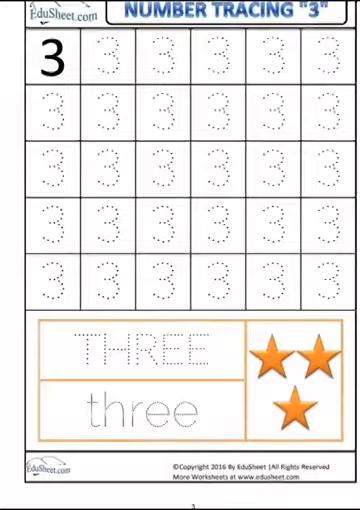 EduSheet.com
NUMBER TRACING "3"
3 3 3 3 3 3
3 3 3 3 3 3
3 3 3 3 3 3
3 3 3 3 3 3
3 3 3 3 3 3
THREE
three
EduSheet.com
©Copyright 2016 By EduSheet |All Rights Reserved
More Worksheets at www.edusheet.com
3